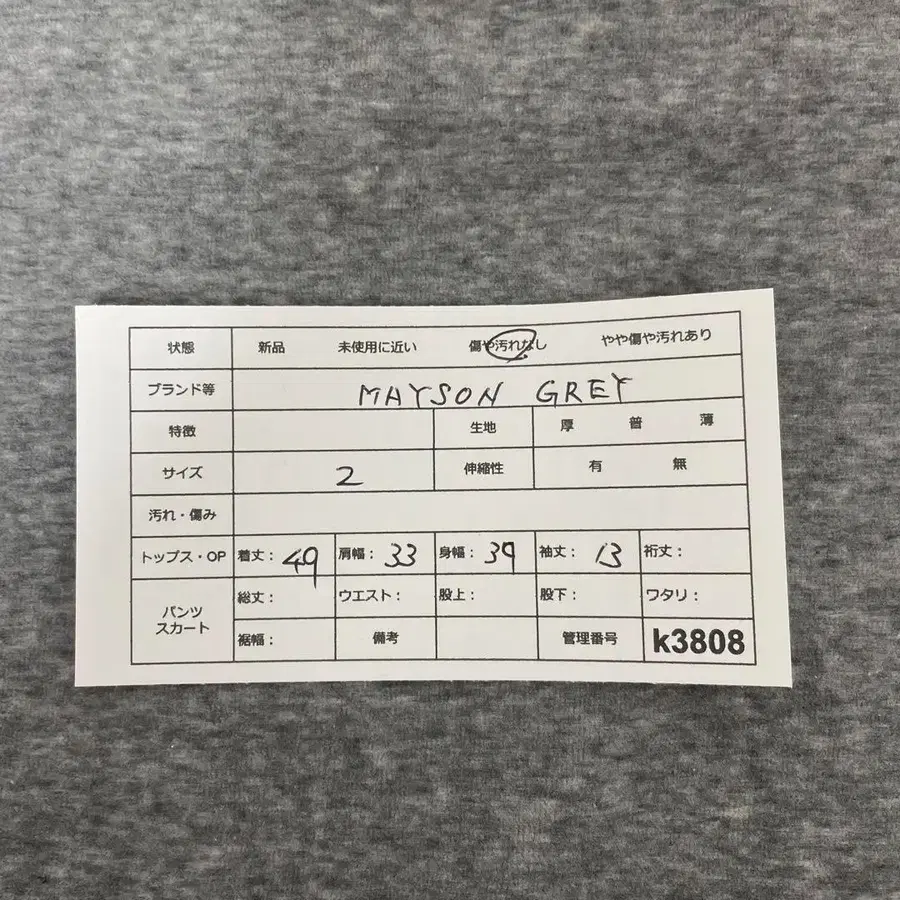 状態 新品 未使用に近い 傷や汚れなし やや傷や汚れあり
ブランド等 MAYSON GREY
特徴 生地 厚 普 薄
サイズ 2 伸縮性 有 無
汚れ・傷み
トップス・OP 着丈: 49 肩幅: 33 身幅: 39 袖丈: 13 裄丈:
パンツ スカート 総丈: ウエスト: 股上: 股下: ワタリ:
裾幅: 備考 管理番号 k3808